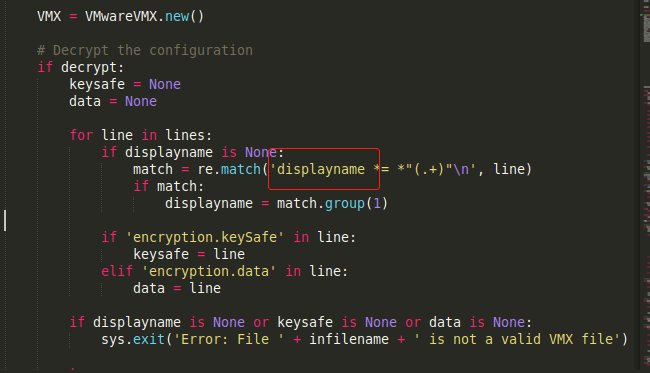 VMX = VMwareVMX.new()
# Decrypt the configuration
if decrypt:
keysafe = None
data = None
for line in lines:
if displayname is None:
match = re.match('displayname *= *"(.+)"\n', line)
if match:
displayname = match.group(1)
if 'encryption.keySafe' in line:
keysafe = line
elif 'encryption.data' in line:
data = line
if displayname is None or keysafe is None or data is None:
sys.exit('Error: File ' + infilename + ' is not a valid VMX file')